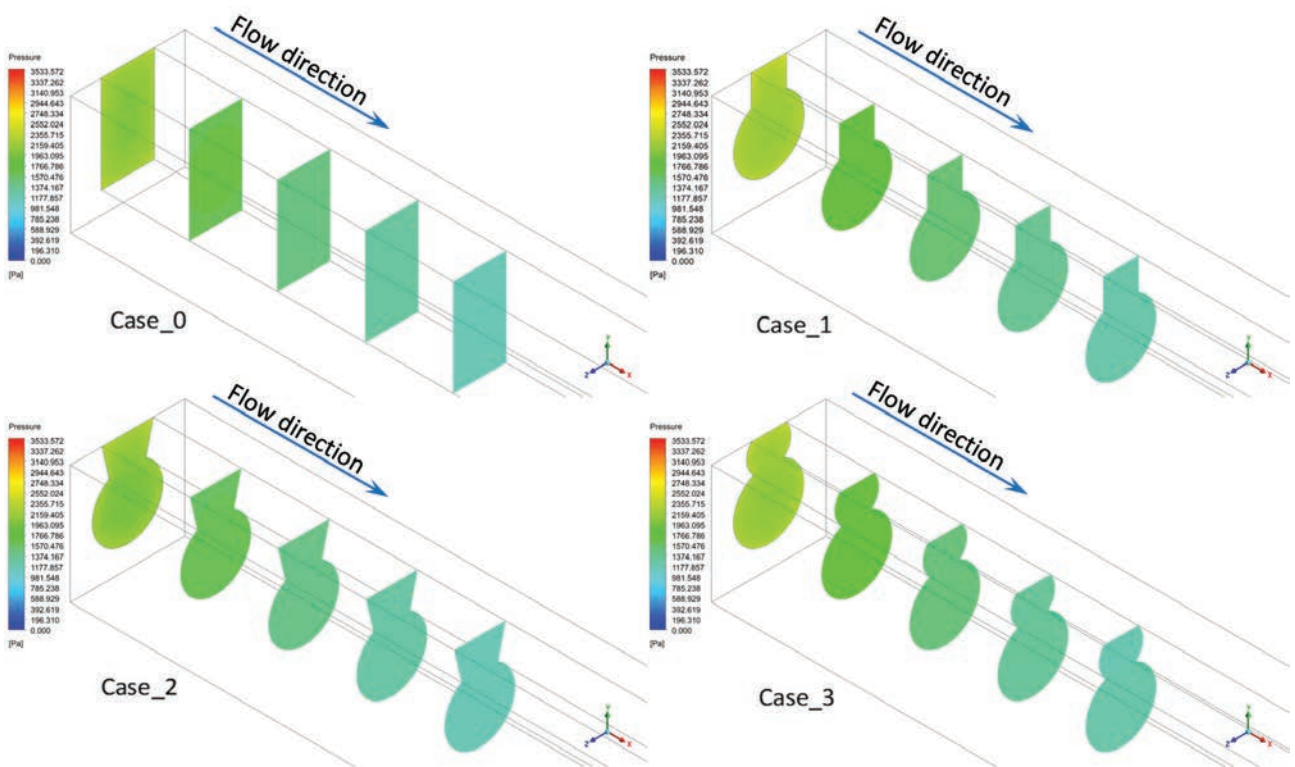 Flow direction
Pressure
3533.572
3337.262
3140.953
2944.643
2748.334
2552.024
2355.715
2159.405
1963.095
1766.786
1570.476
1374.167
1177.857
981.548
785.238
588.929
392.619
196.310
0.000
[Pa]
Case_0
Y
Z
X
Flow direction
Pressure
3533.572
3337.262
3140.953
2944.643
2748.334
2552.024
2355.715
2159.405
1963.095
1766.786
1570.476
1374.167
1177.857
981.548
785.238
588.929
392.619
196.310
0.000
[Pa]
Case_1
Y
Z
X
Flow direction
Pressure
3533.572
3337.262
3140.953
2944.643
2748.334
2552.024
2355.715
2159.405
1963.095
1766.786
1570.476
1374.167
1177.857
981.548
785.238
588.929
392.619
196.310
0.000
[Pa]
Case_2
Y
Z
X
Flow direction
Pressure
3533.572
3337.262
3140.953
2944.643
2748.334
2552.024
2355.715
2159.405
1963.095
1766.786
1570.476
1374.167
1177.857
981.548
785.238
588.929
392.619
196.310
0.000
[Pa]
Case_3
Y
Z
X